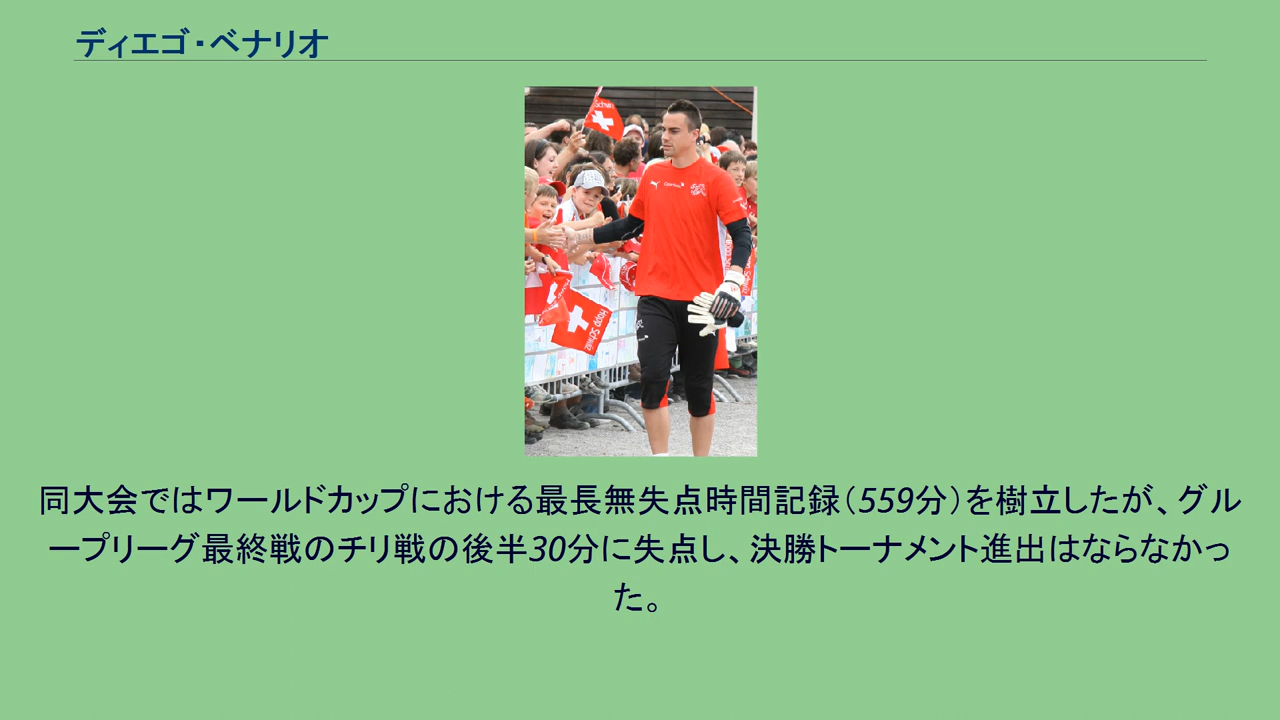 ディエゴ・ベナリオ
Hopp Schwiiz
同大会ではワールドカップにおける最長無失点時間記録（559分）を樹立したが、グル
ープリーグ最終戦のチリ戦の後半30分に失点し、決勝トーナメント進出はならなかっ
た。